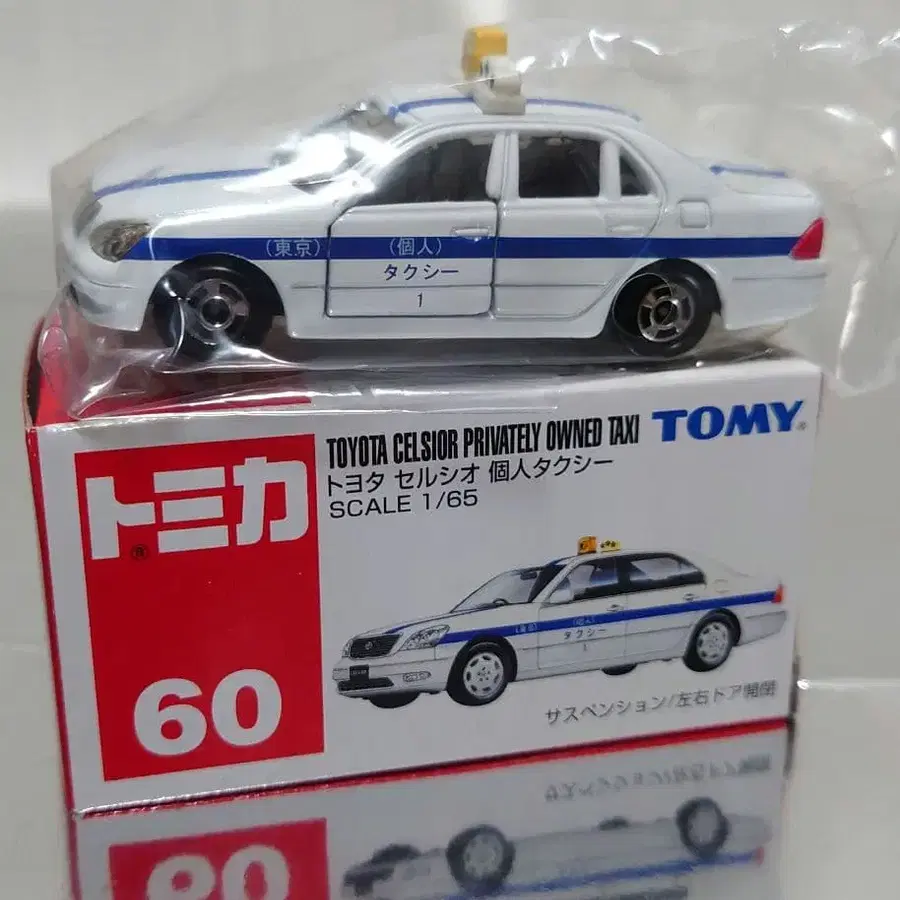 (東京)
(個人)
タクシー
1
トミカ
®
TOYOTA CELSIOR PRIVATELY OWNED TAXI
TOMY®
トヨタ セルシオ 個人タクシー
SCALE 1/65
(東京)
(個人)
タクシー
1
60
サスペンション/左右ドア開閉